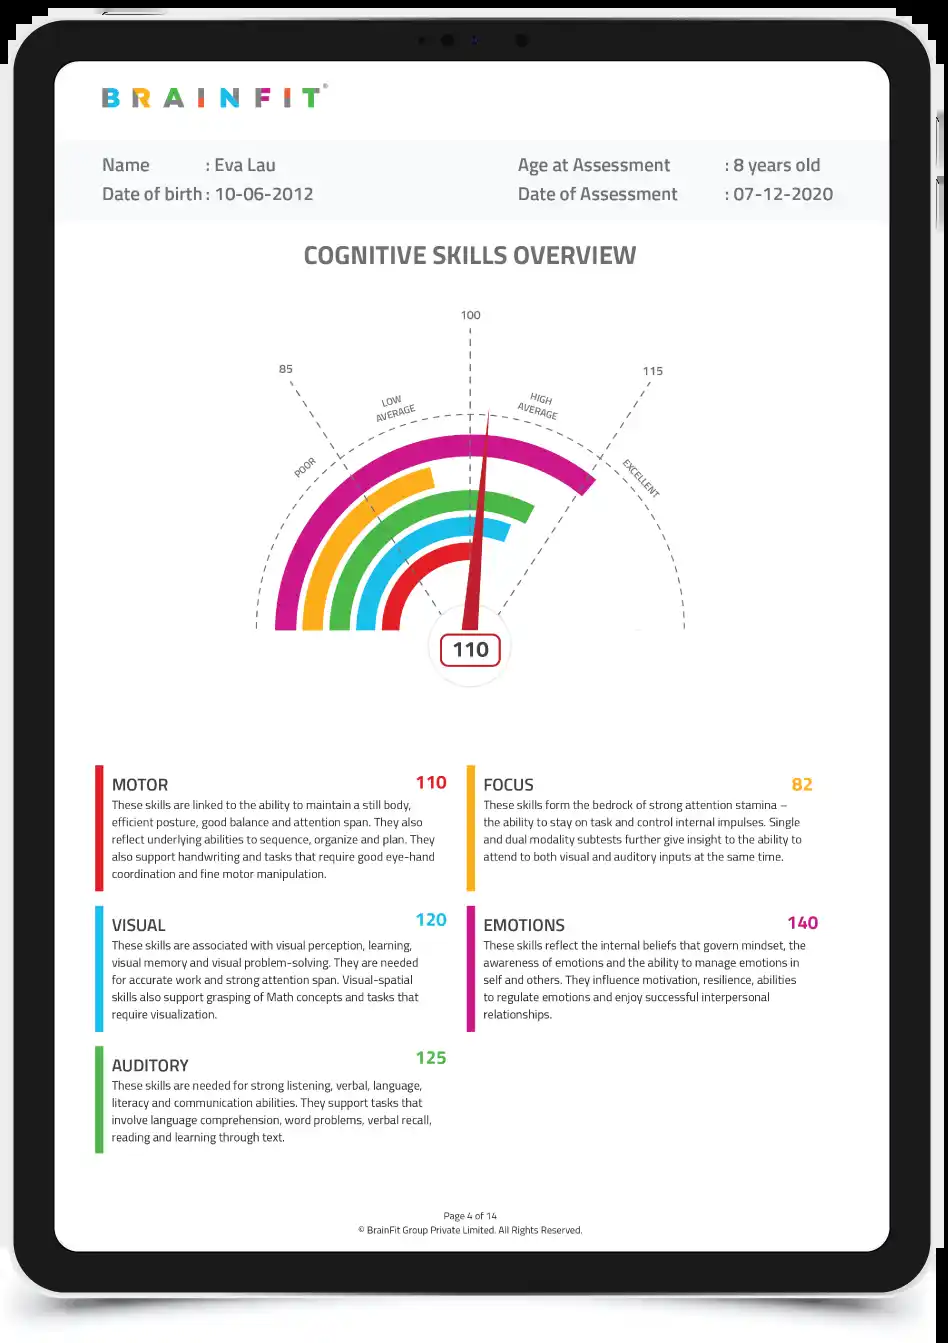 BRAINFIT®
Name : Eva Lau
Age at Assessment : 8 years old
Date of birth : 10-06-2012
Date of Assessment : 07-12-2020
COGNITIVE SKILLS OVERVIEW
100
85
115
LOW
AVERAGE
HIGH
AVERAGE
POOR
EXCELLENT
110
MOTOR 110
These skills are linked to the ability to maintain a still body,
efficient posture, good balance and attention span. They also
reflect underlying abilities to sequence, organize and plan. They
also support handwriting and tasks that require good eye-hand
coordination and fine motor manipulation.
FOCUS 82
These skills form the bedrock of strong attention stamina –
the ability to stay on task and control internal impulses. Single
and dual modality subtests further give insight to the ability to
attend to both visual and auditory inputs at the same time.
VISUAL 120
These skills are associated with visual perception, learning,
visual memory and visual problem-solving. They are needed
for accurate work and strong attention span. Visual-spatial
skills also support grasping of Math concepts and tasks that
require visualization.
EMOTIONS 140
These skills reflect the internal beliefs that govern mindset, the
awareness of emotions and the ability to manage emotions in
self and others. They influence motivation, resilience, abilities
to regulate emotions and enjoy successful interpersonal
relationships.
AUDITORY 125
These skills are needed for strong listening, verbal, language,
literacy and communication abilities. They support tasks that
involve language comprehension, word problems, verbal recall,
reading and learning through text.
Page 4 of 14
© BrainFit Group Private Limited. All Rights Reserved.